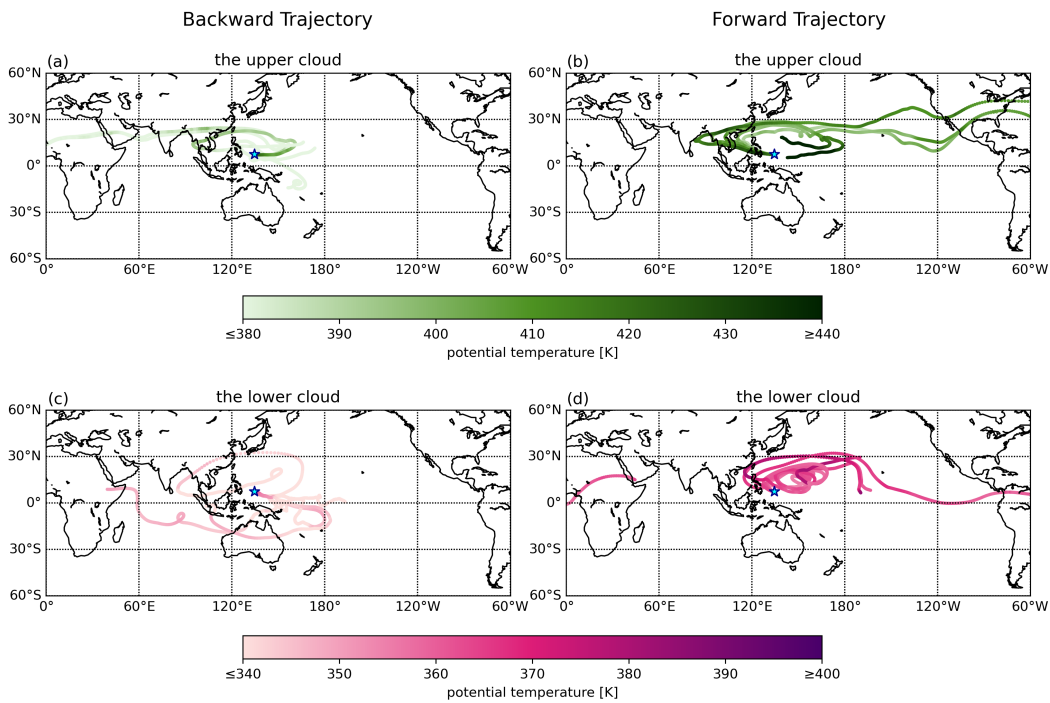 Backward Trajectory
Forward Trajectory
(a)
the upper cloud
60°N
30°N
0°
30°S
60°S
0° 60°E 120°E 180° 120°W 60°W
(b)
the upper cloud
60°N
30°N
0°
30°S
60°S
0° 60°E 120°E 180° 120°W 60°W
≤380 390 400 410 420 430 ≥440
potential temperature [K]
(c)
the lower cloud
60°N
30°N
0°
30°S
60°S
0° 60°E 120°E 180° 120°W 60°W
(d)
the lower cloud
60°N
30°N
0°
30°S
60°S
0° 60°E 120°E 180° 120°W 60°W
≤340 350 360 370 380 390 ≥400
potential temperature [K]